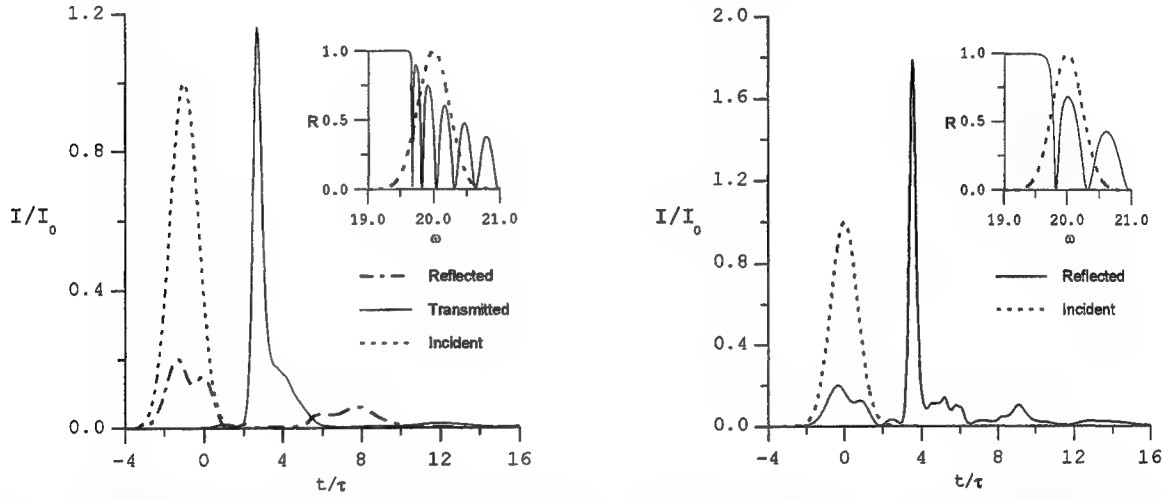 1.2
0.8
0.4
0.0
I/I₀
-4 0 4 8 12 16
t/τ
1.0
R 0.5
0.0
19.0 20.0 21.0
ω
Reflected
Transmitted
Incident
2.0
1.6
1.2
0.8
0.4
0.0
I/I₀
-4 0 4 8 12 16
t/τ
1.0
R 0.5
0.0
19.0 20.0 21.0
ω
Reflected
Incident